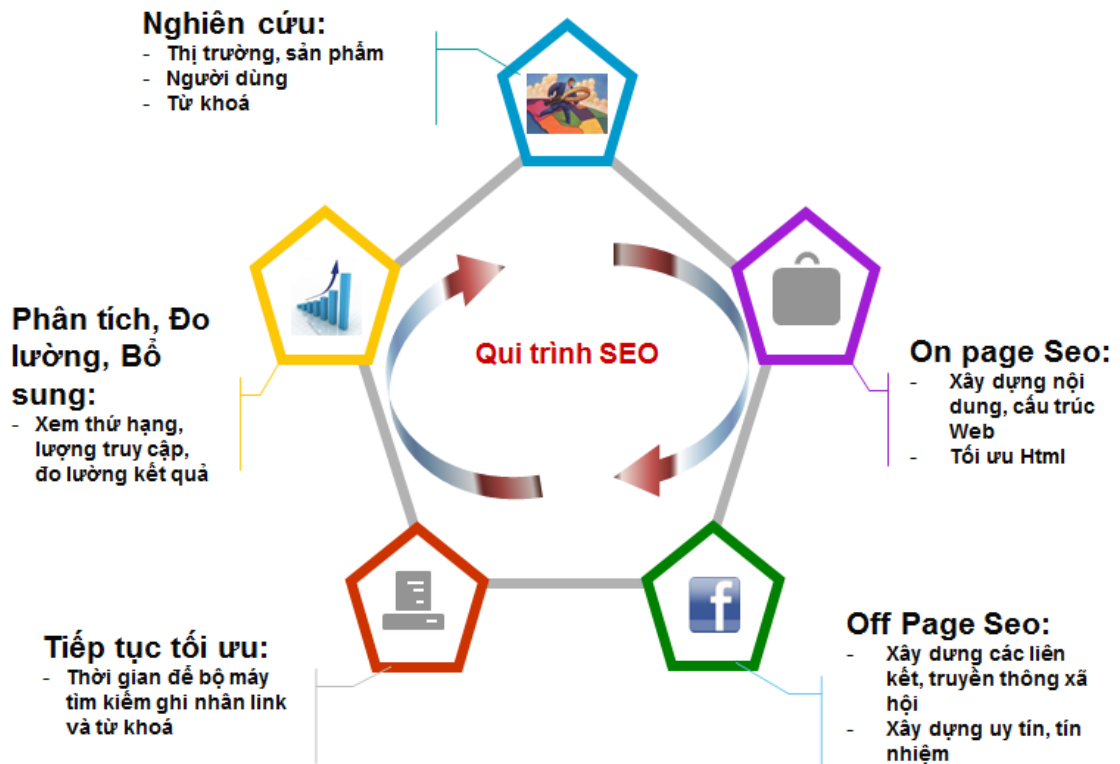 Nghiên cứu:
- Thị trường, sản phẩm
- Người dùng
- Từ khoá
Qui trình SEO
On page Seo:
- Xây dựng nội
dung, cấu trúc
Web
- Tối ưu Html
Off Page Seo:
- Xây dưng các liên
kết, truyền thông xã
hội
- Xây dựng uy tín, tín
nhiệm
Tiếp tục tối ưu:
- Thời gian để bộ máy
tìm kiếm ghi nhân link
và từ khoá
Phân tích, Đo
lường, Bổ
sung:
- Xem thứ hạng,
lượng truy cập,
đo lường kết quả